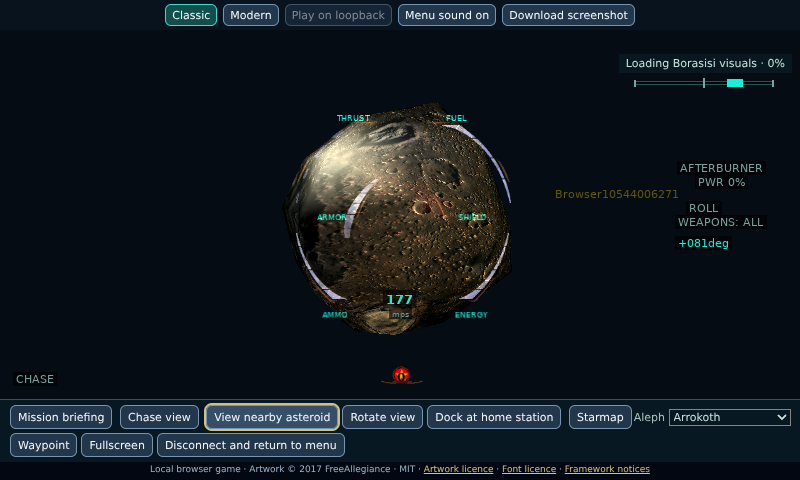 Classic Modern Play on loopback Menu sound on Download screenshot
Loading Borasisi visuals · 0%
THRUST FUEL
AFTERBURNER
PWR 0%
Browser10544006271
ROLL
ARMOR SHIELD
WEAPONS: ALL
+081deg
177
mps
AMMO ENERGY
CHASE
Mission briefing Chase view View nearby asteroid Rotate view Dock at home station Starmap Aleph Arrokoth
Waypoint Fullscreen Disconnect and return to menu
Local browser game · Artwork © 2017 FreeAllegiance · MIT · Artwork licence · Font licence · Framework notices